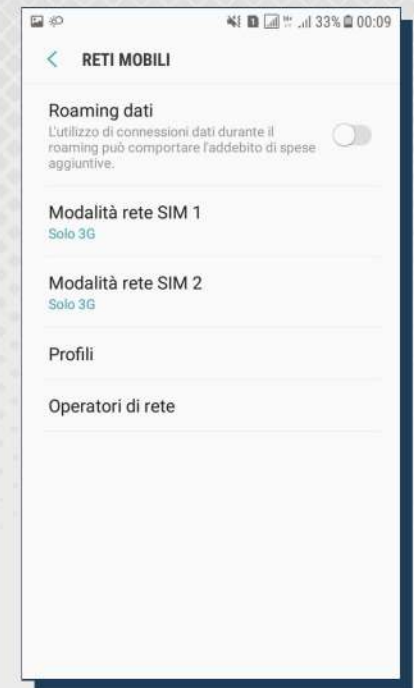 33% 00:09
RETI MOBILI
Roaming dati
L'utilizzo di connessioni dati durante il
roaming può comportare l'addebito di spese
aggiuntive.
Modalità rete SIM 1
Solo 3G
Modalità rete SIM 2
Solo 3G
Profili
Operatori di rete